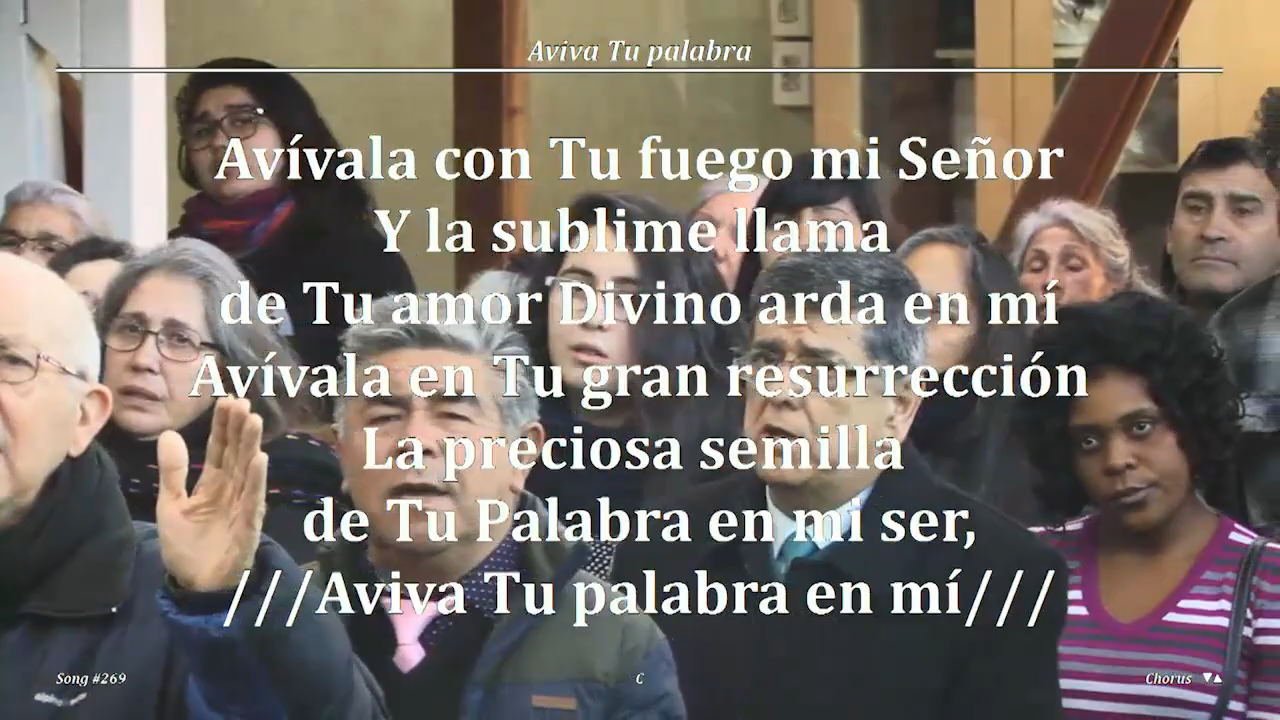 Aviva Tu palabra
Avívala con Tu fuego mi Señor
Y la sublime llama
de Tu amor Divino arda en mí
Avívala en Tu gran resurrección
La preciosa semilla
de Tu Palabra en mi ser,
///Aviva Tu palabra en mí///
Song #269
C
Chorus ▼▲